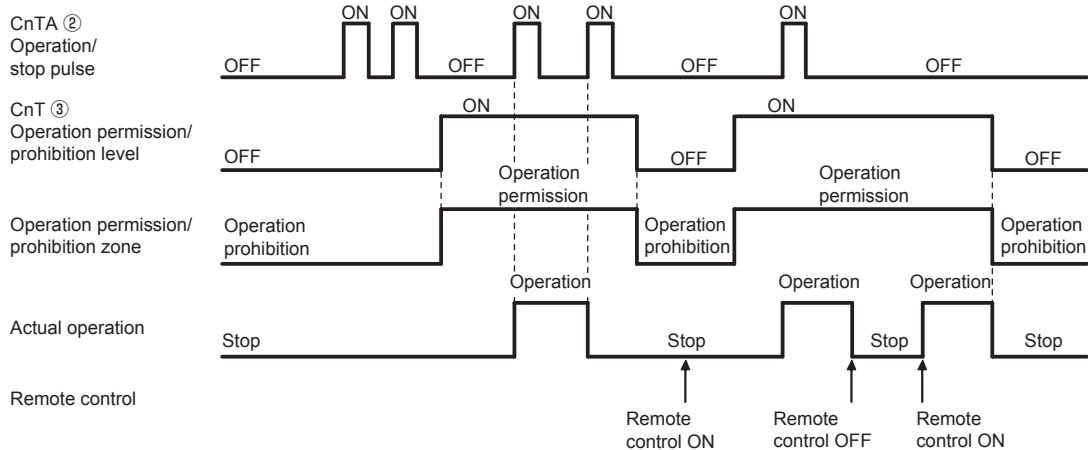 ON ON ON ON ON
CnTA ②
Operation/
stop pulse
OFF OFF OFF OFF
CnT ③
Operation permission/
prohibition level
ON ON
OFF OFF OFF
Operation
permission
Operation
permission
Operation permission/
prohibition zone
Operation
prohibition
Operation
prohibition
Operation
prohibition
Operation Operation Operation
Actual operation
Stop Stop Stop Stop
Remote control
Remote
control ON
Remote
control OFF
Remote
control ON